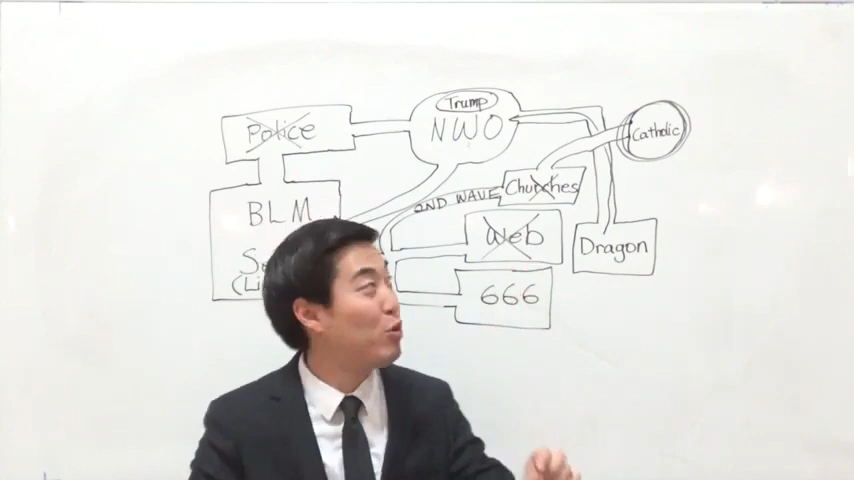 Trump
Police
NWO
Catholic
Churches
2ND WAVE
BLM
Web
Dragon
666